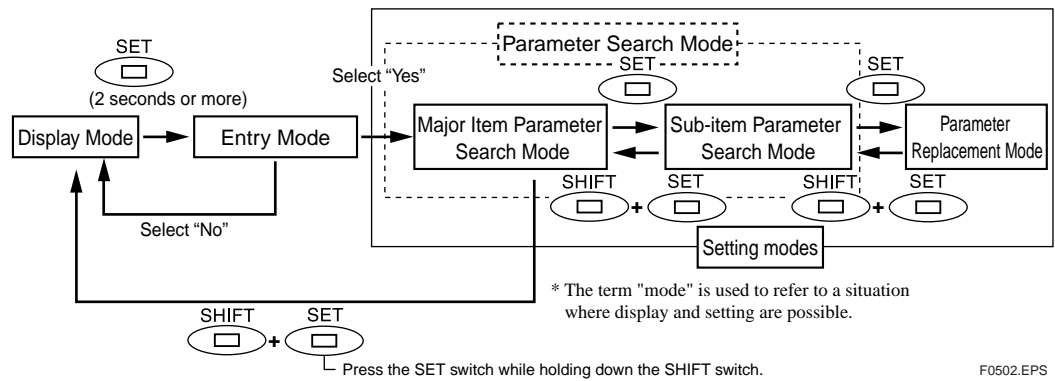 SET
(2 seconds or more)
Display Mode
Entry Mode
Select “No”
Select “Yes”
Parameter Search Mode
SET
SET
Major Item Parameter
Search Mode
Sub-item Parameter
Search Mode
Parameter
Replacement Mode
SHIFT
SET
+
SHIFT
SET
+
Setting modes
* The term "mode" is used to refer to a situation
where display and setting are possible.
SHIFT
SET
+
Press the SET switch while holding down the SHIFT switch.
F0502.EPS